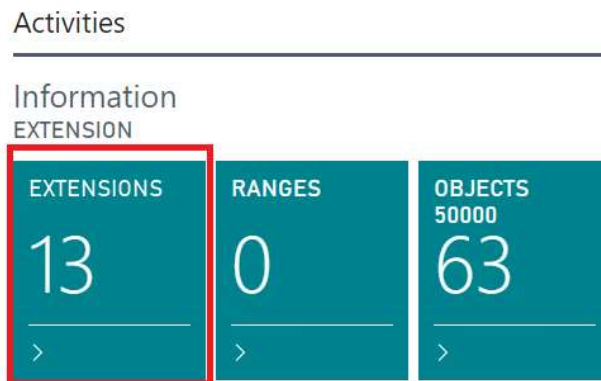 Activities
Information
EXTENSION
EXTENSIONS
13
>
RANGES
0
>
OBJECTS
50000
63
>